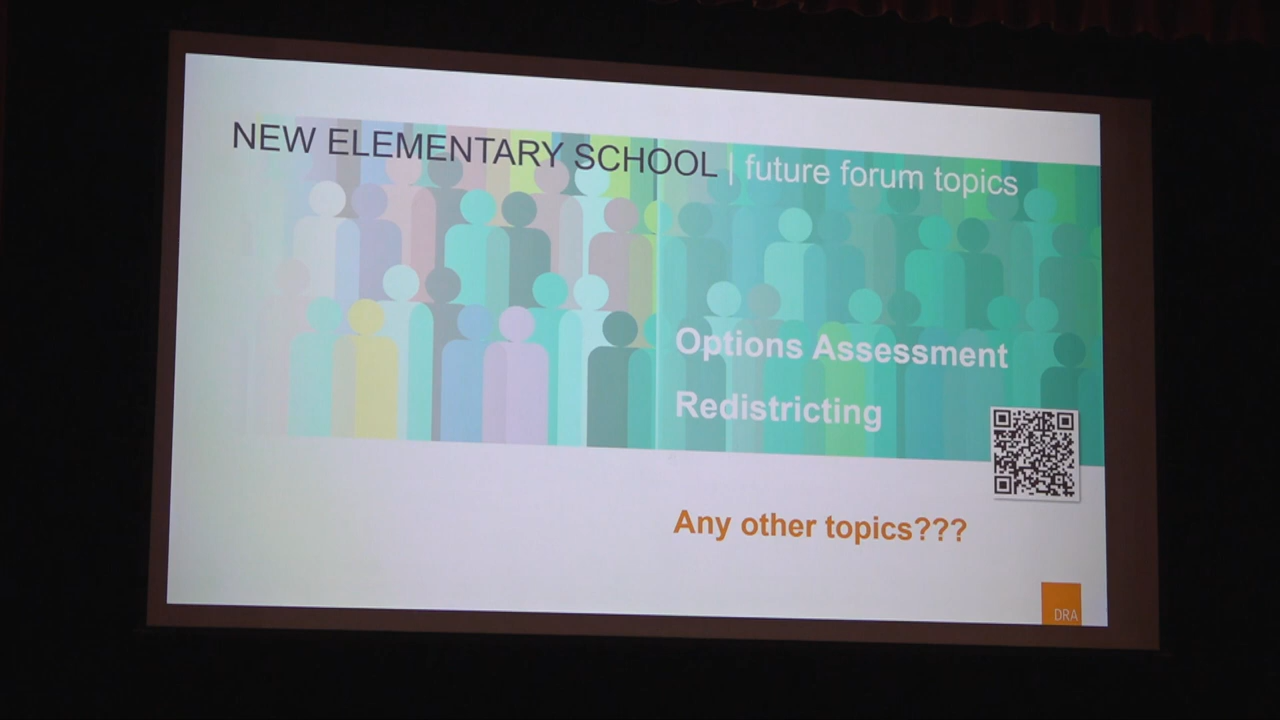 NEW ELEMENTARY SCHOOL | future forum topics
Options Assessment
Redistricting
Any other topics???
DRA